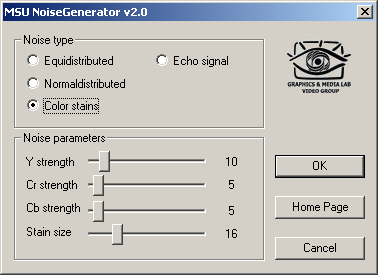 MSU NoiseGenerator v2.0
Noise type
Equidistributed
Echo signal
Normaldistributed
Color stains
GRAPHICS & MEDIA LAB
VIDEO GROUP
Noise parameters
Y strength 10
Cr strength 5
Cb strength 5
Stain size 16
OK
Home Page
Cancel